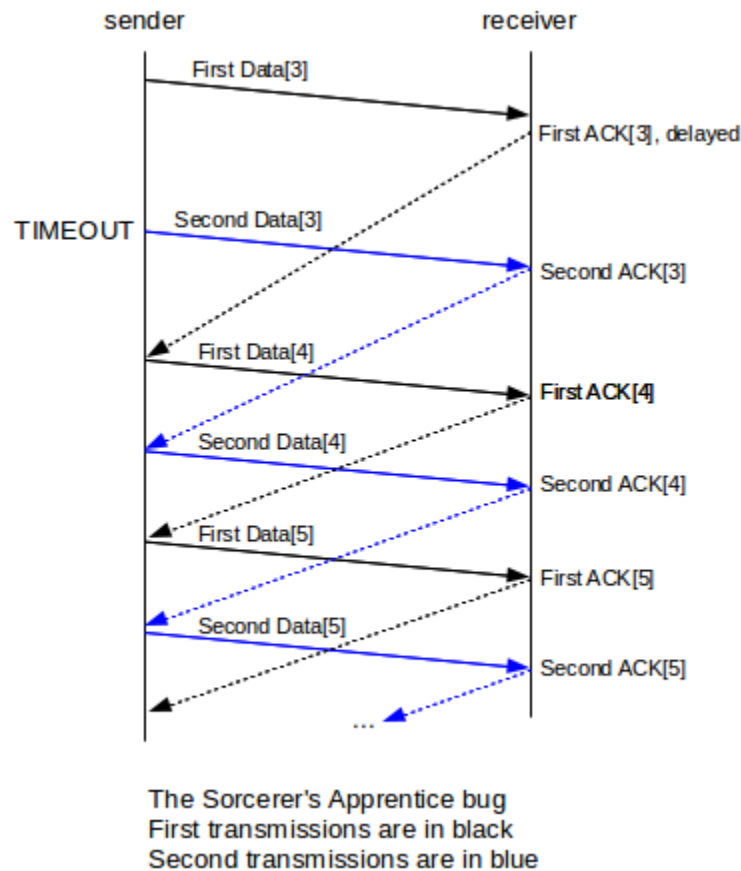 sender
receiver
First Data[3]
First ACK[3], delayed
Second Data[3]
TIMEOUT
Second ACK[3]
First Data[4]
First ACK[4]
Second Data[4]
Second ACK[4]
First Data[5]
First ACK[5]
Second Data[5]
Second ACK[5]
...
The Sorcerer's Apprentice bug
First transmissions are in black
Second transmissions are in blue